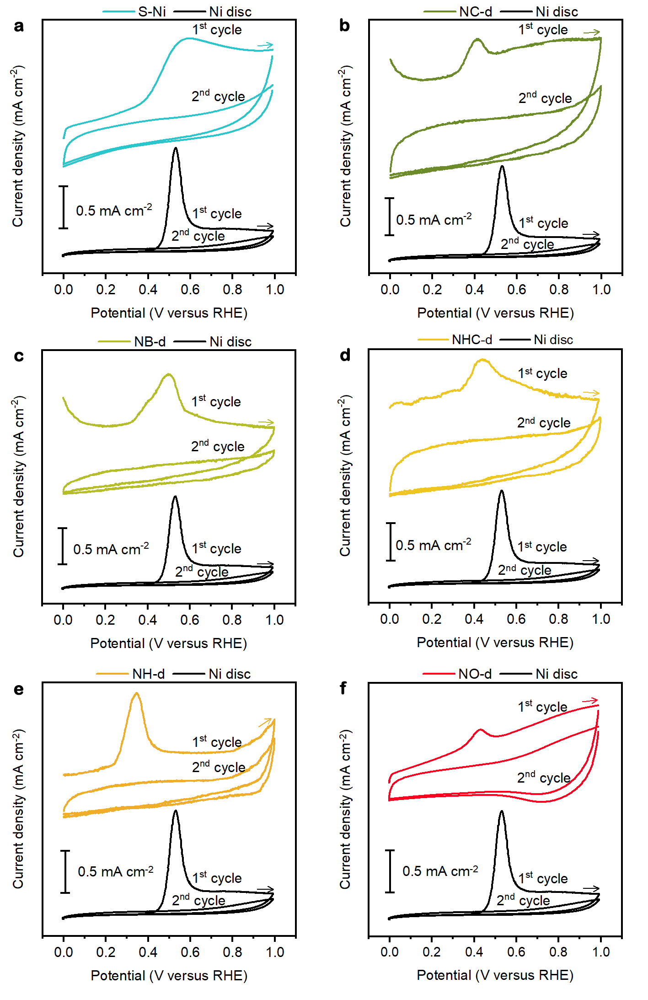 a
S-Ni Ni disc
1st cycle
2nd cycle
0.5 mA cm-2
1st cycle
2nd cycle
Current density (mA cm-2)
0.0 0.2 0.4 0.6 0.8 1.0
Potential (V versus RHE)
b
NC-d Ni disc
1st cycle
2nd cycle
0.5 mA cm-2
1st cycle
2nd cycle
Current density (mA cm-2)
0.0 0.2 0.4 0.6 0.8 1.0
Potential (V versus RHE)
c
NB-d Ni disc
1st cycle
2nd cycle
0.5 mA cm-2
1st cycle
2nd cycle
Current density (mA cm-2)
0.0 0.2 0.4 0.6 0.8 1.0
Potential (V versus RHE)
d
NHC-d Ni disc
1st cycle
2nd cycle
0.5 mA cm-2
1st cycle
2nd cycle
Current density (mA cm-2)
0.0 0.2 0.4 0.6 0.8 1.0
Potential (V versus RHE)
e
NH-d Ni disc
1st cycle
2nd cycle
0.5 mA cm-2
1st cycle
2nd cycle
Current density (mA cm-2)
0.0 0.2 0.4 0.6 0.8 1.0
Potential (V versus RHE)
f
NO-d Ni disc
1st cycle
2nd cycle
0.5 mA cm-2
1st cycle
2nd cycle
Current density (mA cm-2)
0.0 0.2 0.4 0.6 0.8 1.0
Potential (V versus RHE)